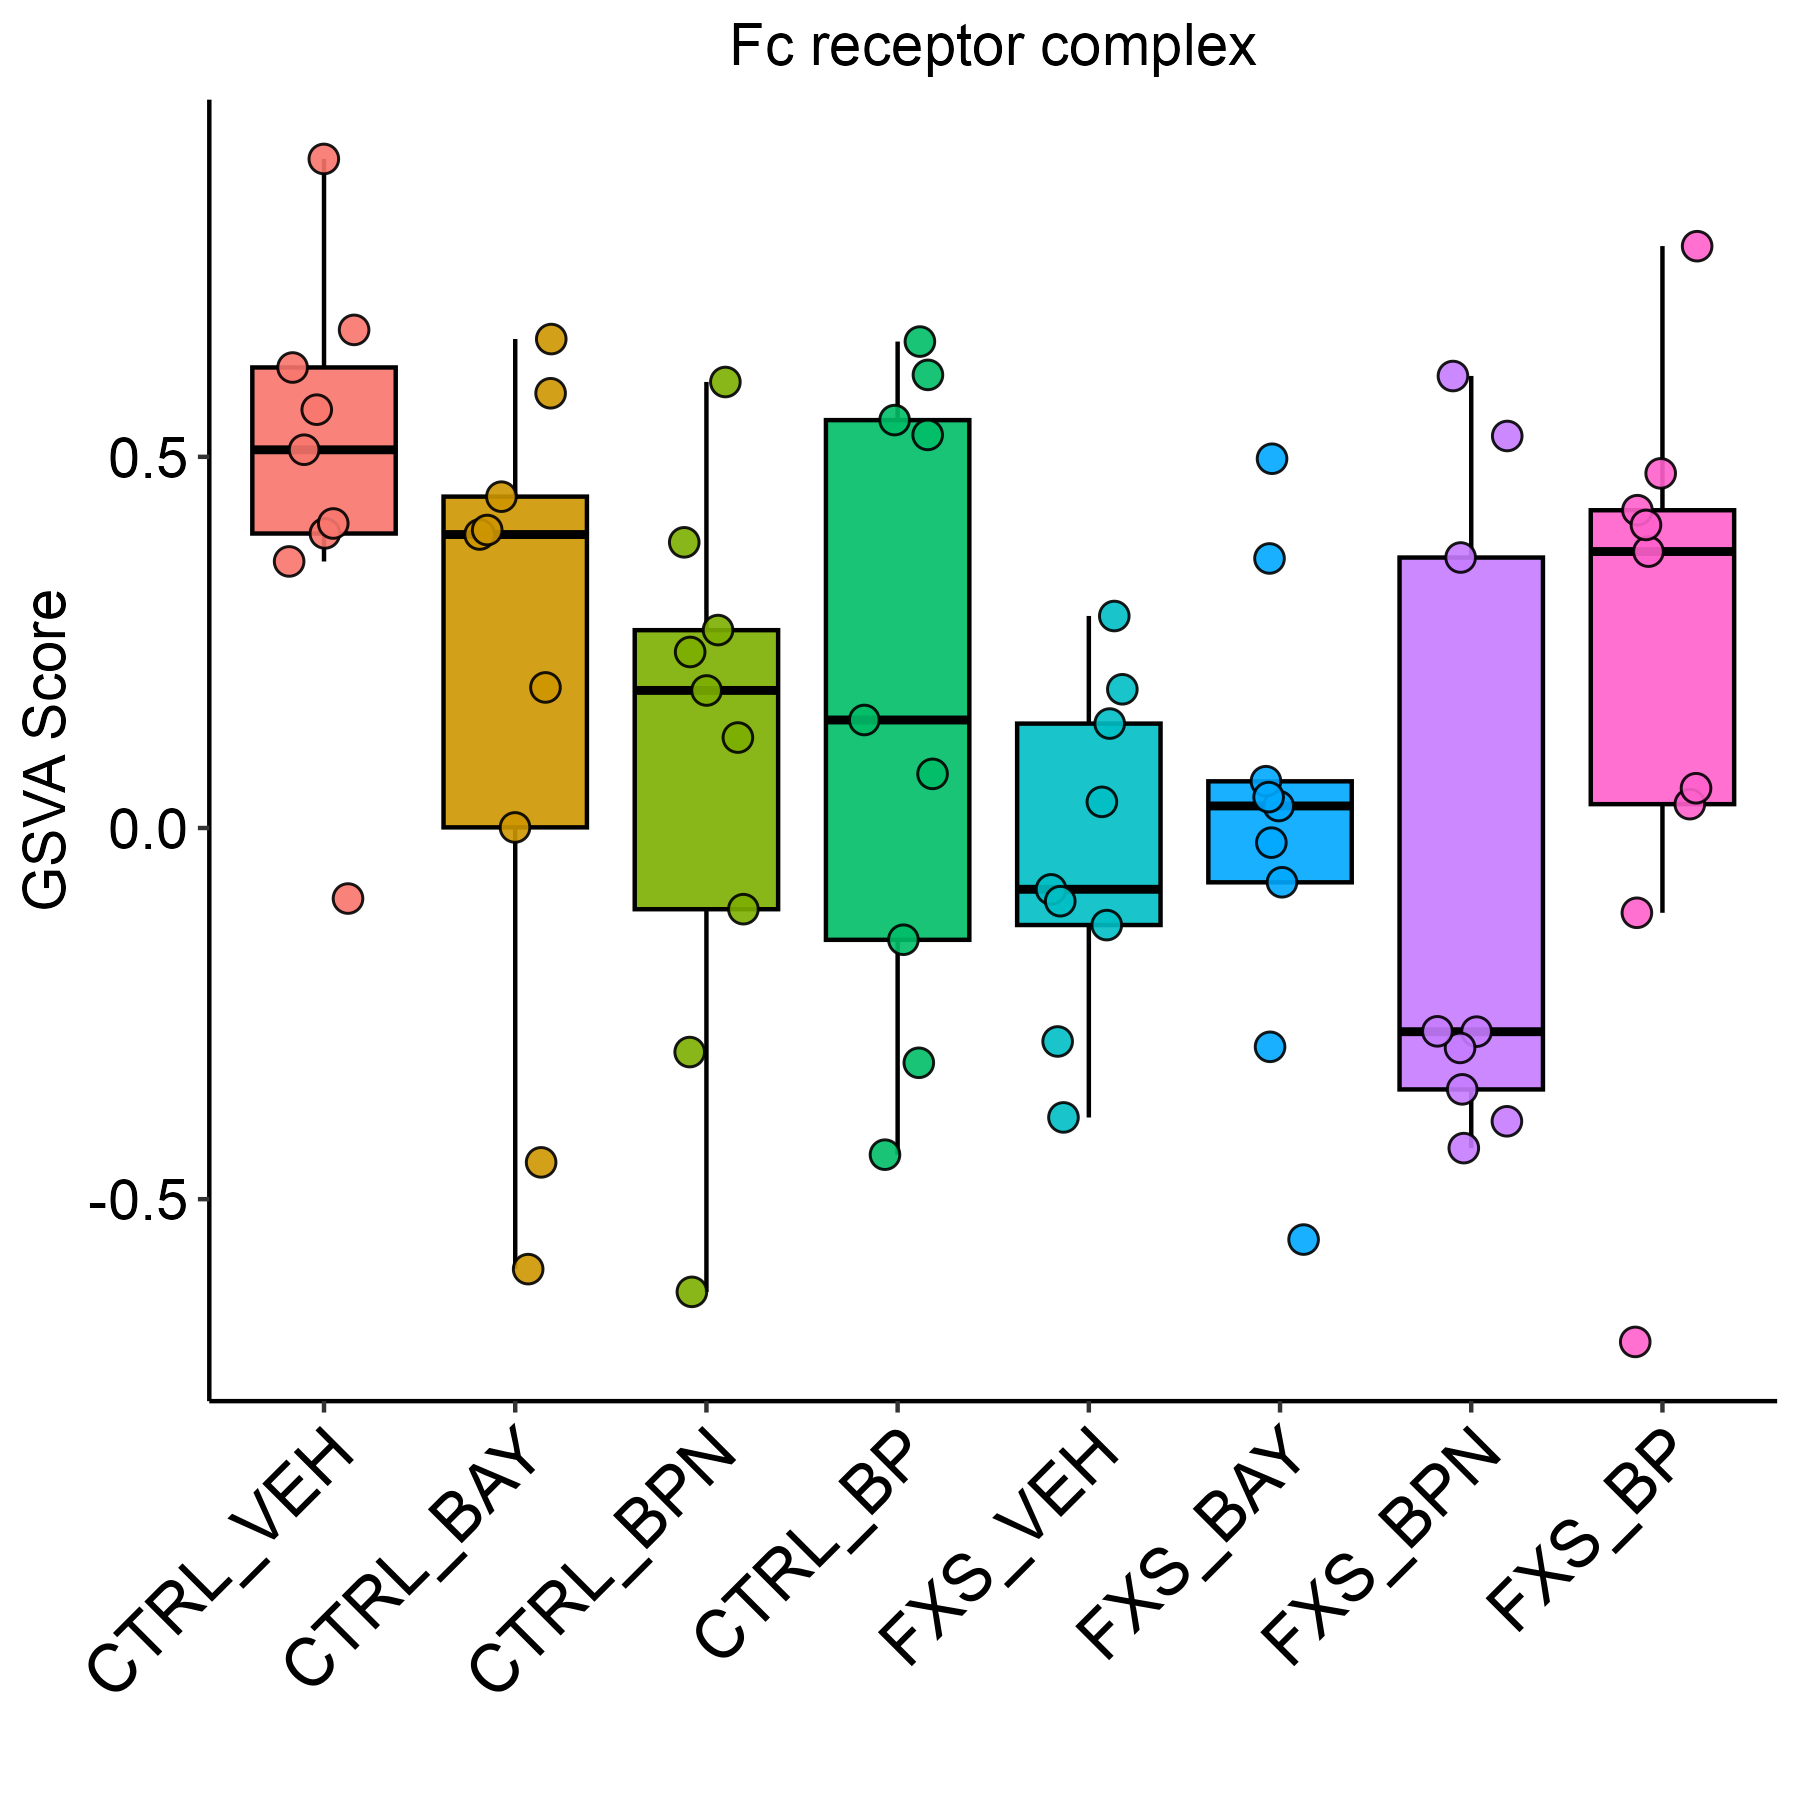 Fc receptor complex
GSVA Score
0.5
0.0
-0.5
CTRL_VEH
CTRL_BAY
CTRL_BPN
CTRL_BP
FXS_VEH
FXS_BAY
FXS_BPN
FXS_BP